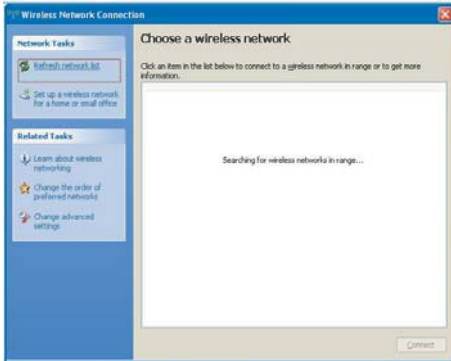 Wireless Network Connection
Network Tasks
Refresh network list
Set up a wireless network
for a home or small office
Related Tasks
Learn about wireless
networking
Change the order of
preferred networks
Change advanced
settings
Choose a wireless network
Click an item in the list below to connect to a wireless network in range or to get more
information.
Searching for wireless networks in range...
Connect